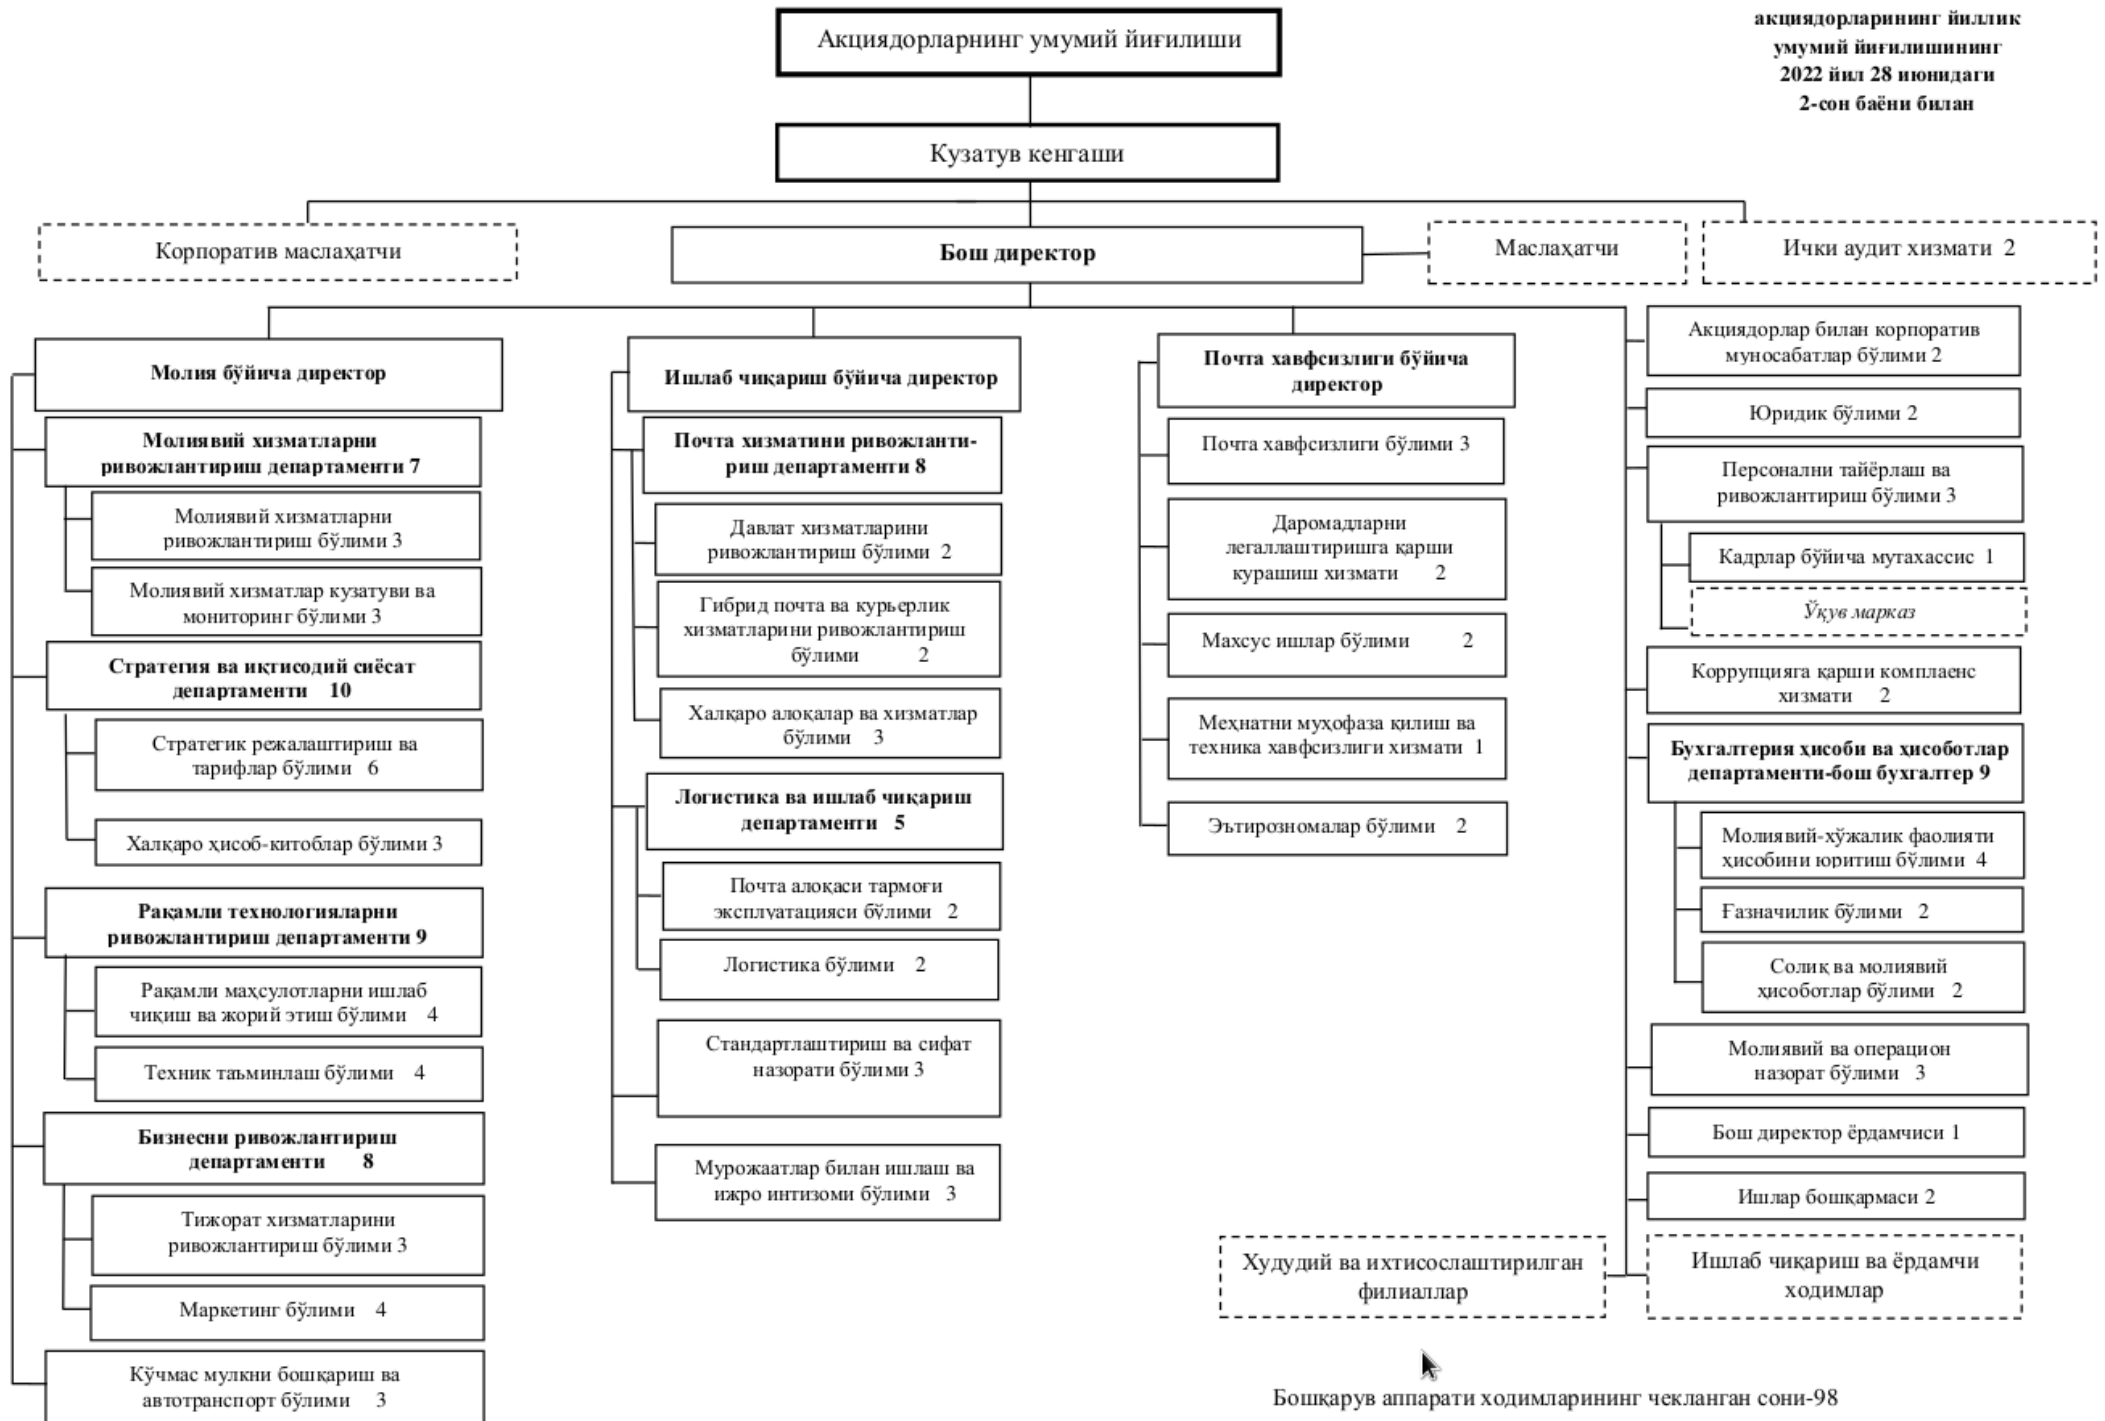 акциядорларининг йиллик
умумий йиғилишининг
2022 йил 28 июнидаги
2-сон баёни билан
Акциядорларнинг умумий йиғилиши
Кузатув кенгаши
Корпоратив маслаҳатчи
Бош директор
Маслаҳатчи
Ички аудит хизмати 2
Молия бўйича директор
Молиявий хизматларни
ривожлантириш департаменти 7
Молиявий хизматларни
ривожлантириш бўлими 3
Молиявий хизматлар кузатуви ва
мониторинг бўлими 3
Стратегия ва иқтисодий сиёсат
департаменти 10
Стратегик режалаштириш ва
тарифлар бўлими 6
Халқаро ҳисоб-китоблар бўлими 3
Рақамли технологияларни
ривожлантириш департаменти 9
Рақамли маҳсулотларни ишлаб
чиқиш ва жорий этиш бўлими 4
Техник таъминлаш бўлими 4
Бизнесни ривожлантириш
департаменти 8
Тижорат хизматларини
ривожлантириш бўлими 3
Маркетинг бўлими 4
Кўчмас мулкни бошқариш ва
автотранспорт бўлими 3
Ишлаб чиқариш бўйича директор
Почта хизматини ривожланти-
риш департаменти 8
Давлат хизматларини
ривожлантириш бўлими 2
Гибрид почта ва курьерлик
хизматларини ривожлантириш
бўлими 2
Халқаро алоқалар ва хизматлар
бўлими 3
Логистика ва ишлаб чиқариш
департаменти 5
Почта алоқаси тармоғи
эксплуатацияси бўлими 2
Логистика бўлими 2
Стандартлаштириш ва сифат
назорати бўлими 3
Мурожаатлар билан ишлаш ва
ижро интизоми бўлими 3
Почта хавфсизлиги бўйича
директор
Почта хавфсизлиги бўлими 3
Даромадларни
легаллаштиришга қарши
курашиш хизмати 2
Махсус ишлар бўлими 2
Меҳнатни муҳофаза қилиш ва
техника хавфсизлиги хизмати 1
Эътирозномалар бўлими 2
Акциядорлар билан корпоратив
муносабатлар бўлими 2
Юридик бўлими 2
Персонални тайёрлаш ва
ривожлантириш бўлими 3
Кадрлар бўйича мутахассис 1
Ўқув марказ
Коррупцияга қарши комплаенс
хизмати 2
Бухгалтерия ҳисоби ва ҳисоботлар
департаменти-бош бухгалтер 9
Молиявий-хўжалик фаолияти
ҳисобини юритиш бўлими 4
Ғазначилик бўлими 2
Солиқ ва молиявий
ҳисоботлар бўлими 2
Молиявий ва операцион
назорат бўлими 3
Бош директор ёрдамчиси 1
Ишлар бошқармаси 2
Худудий ва ихтисослаштирилган
филиаллар
Ишлаб чиқариш ва ёрдамчи
ходимлар
Бошқарув аппарати ходимларининг чекланган сони-98